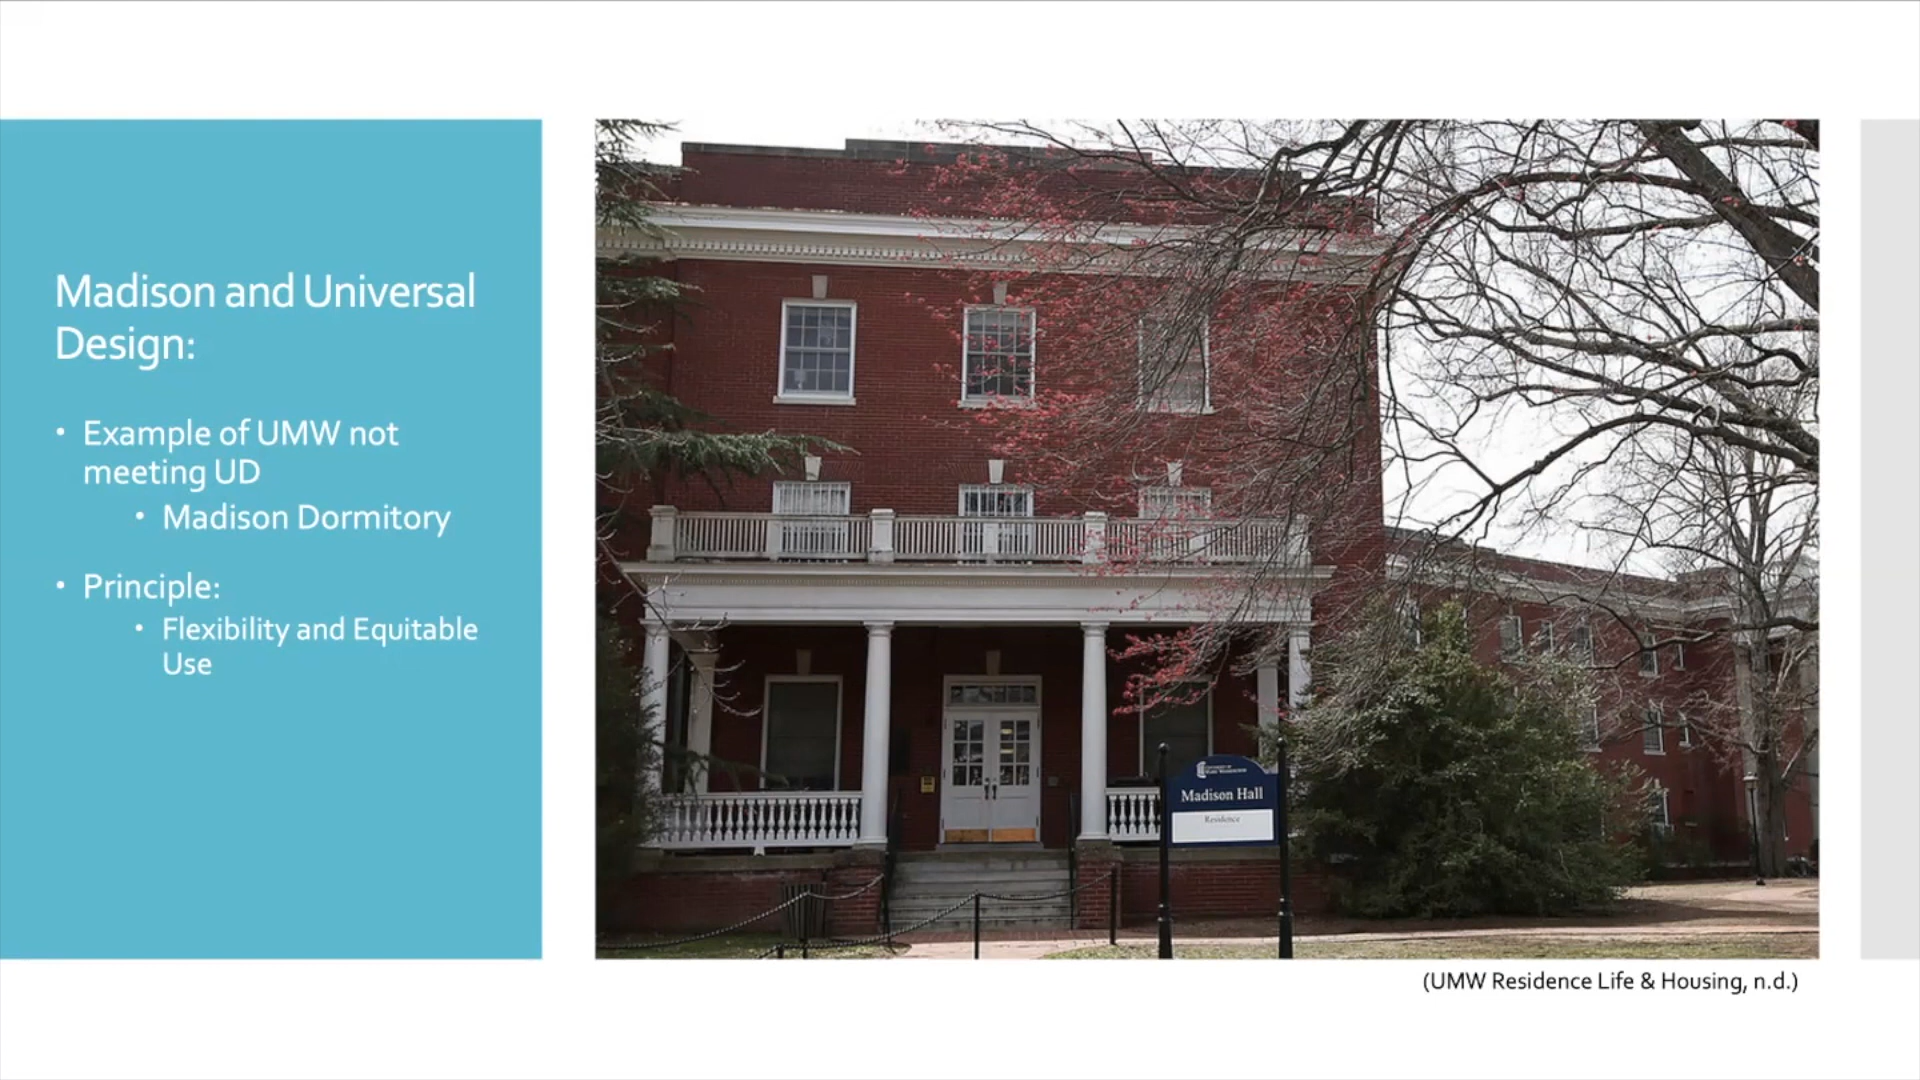 Madison and Universal
Design:
• Example of UMW not
meeting UD
• Madison Dormitory
• Principle:
• Flexibility and Equitable
Use
Madison Hall
Residence
(UMW Residence Life & Housing, n.d.)